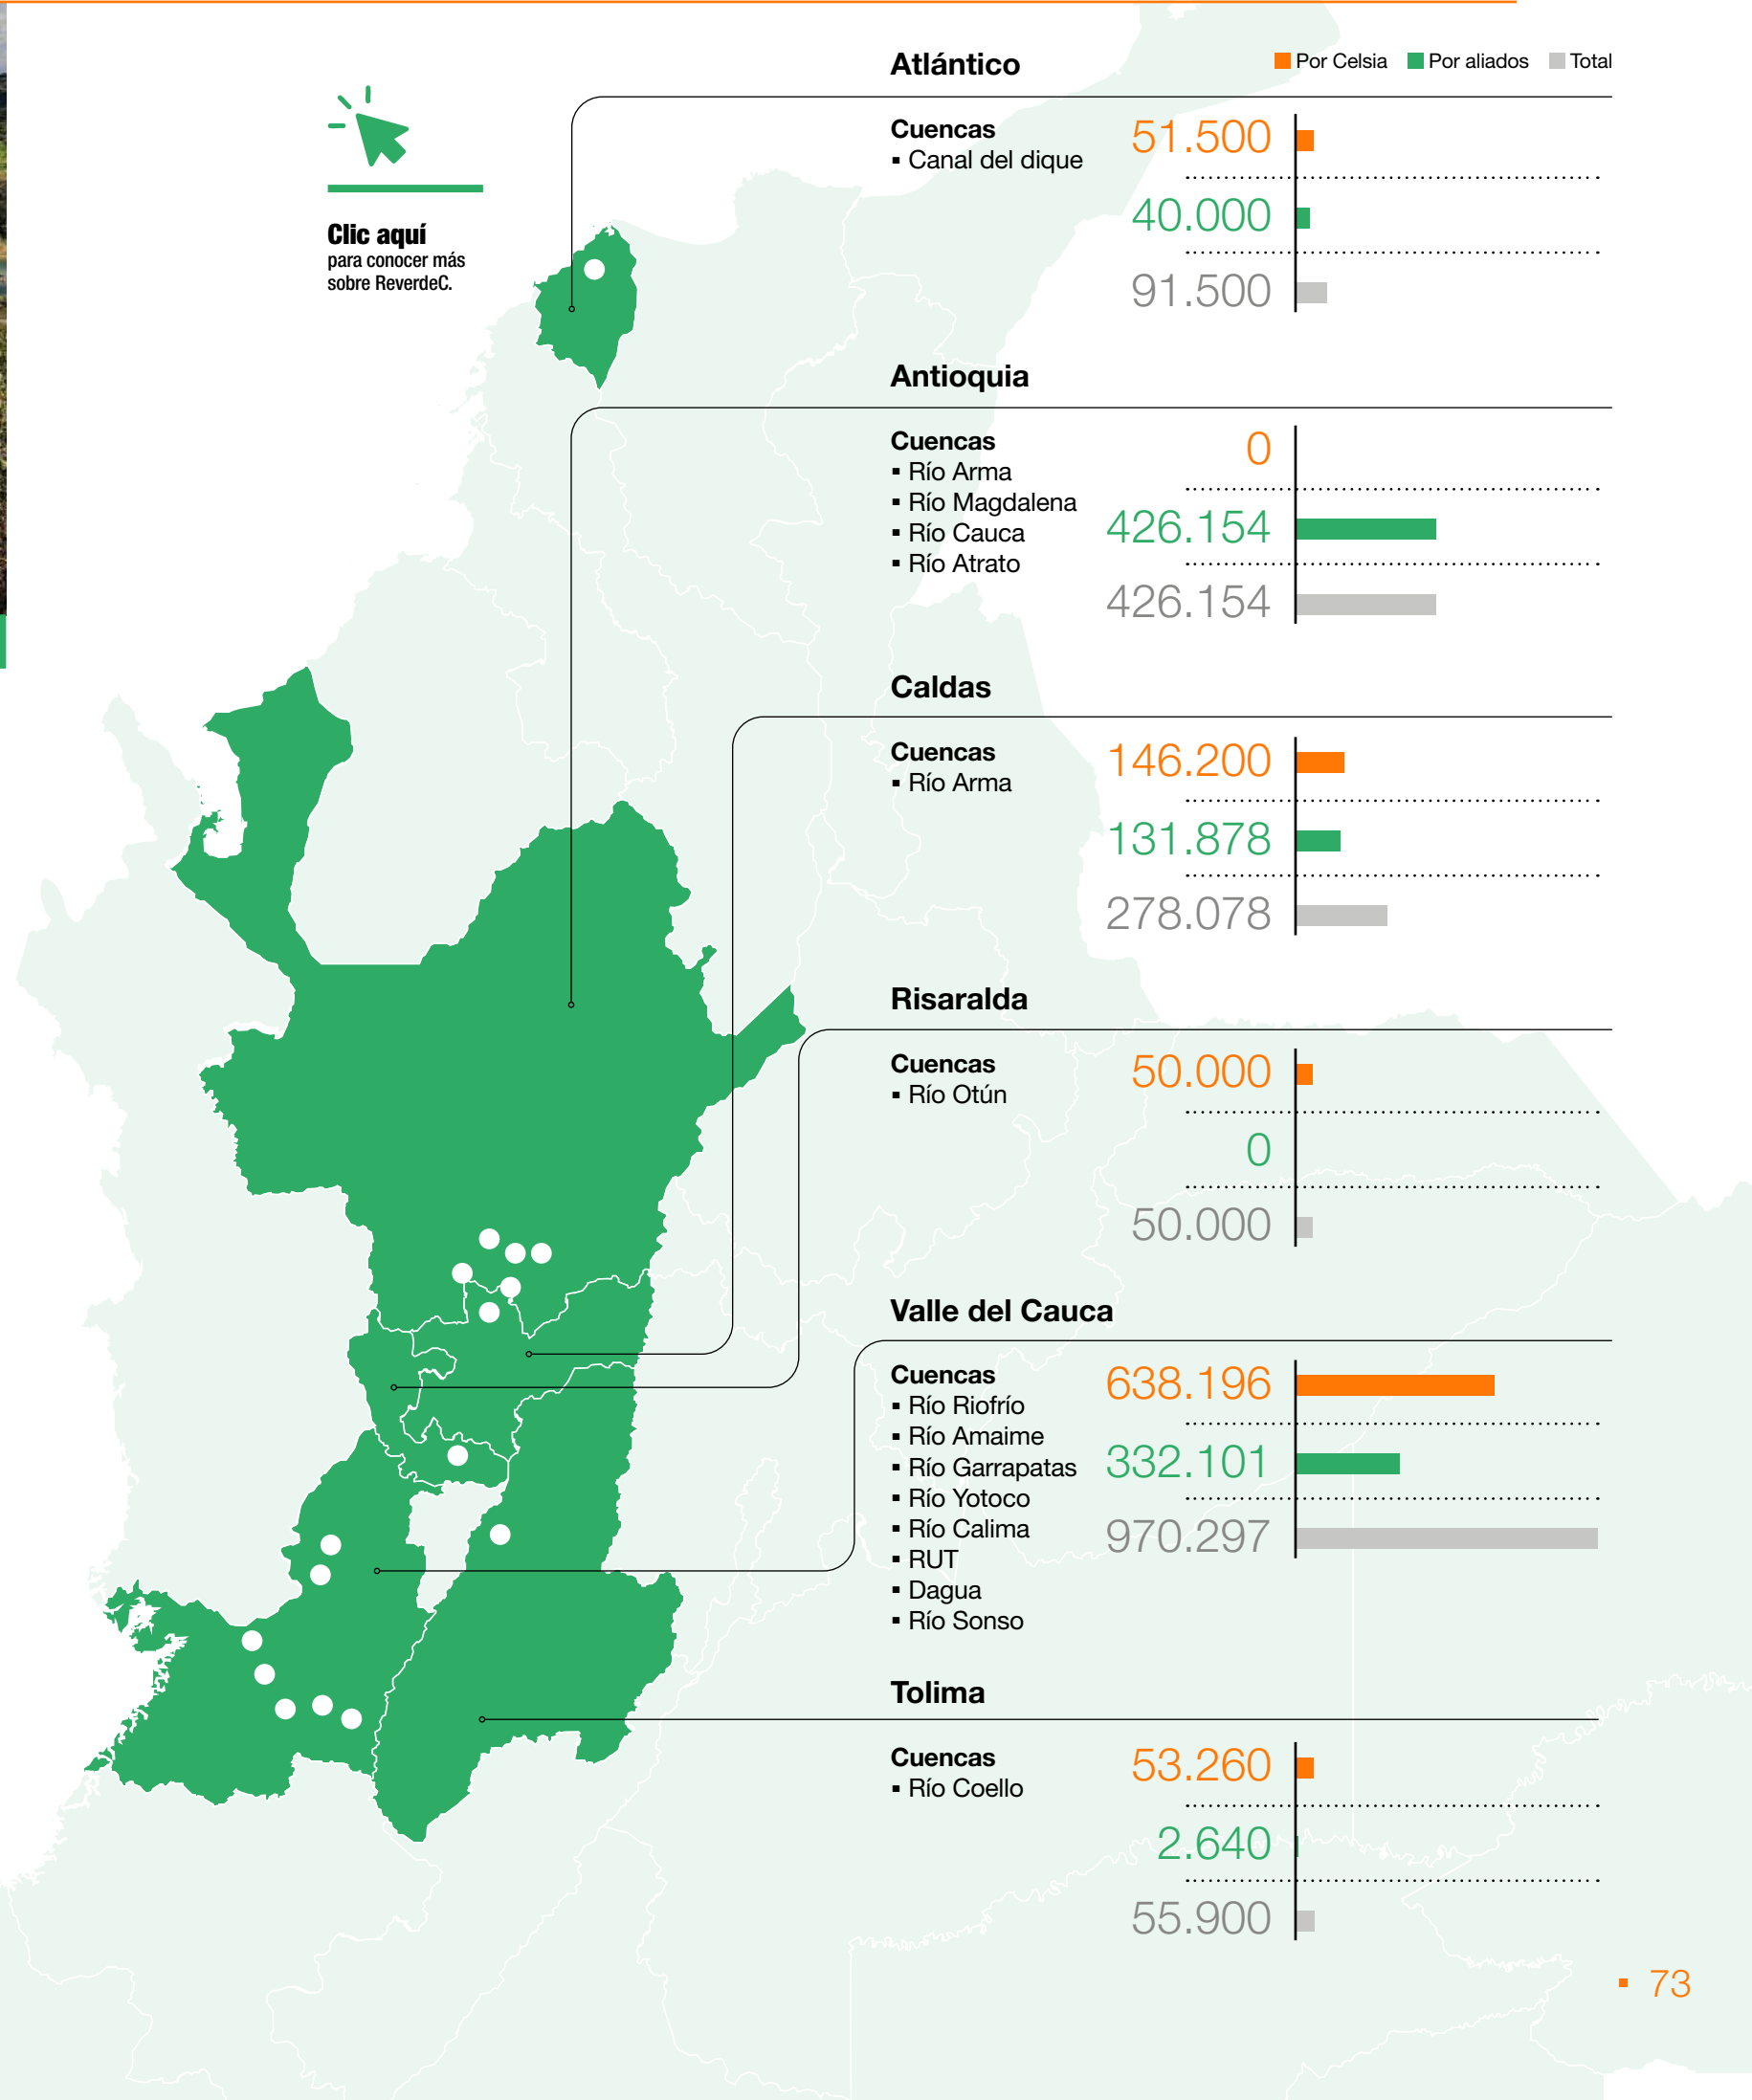 Por Celsia Por aliados Total
Clic aquí
para conocer más
sobre ReverdeC.
Atlántico
Cuencas
▪ Canal del dique
51.500
40.000
91.500
Antioquia
Cuencas
▪ Río Arma
▪ Río Magdalena
▪ Río Cauca
▪ Río Atrato
0
426.154
426.154
Caldas
Cuencas
▪ Río Arma
146.200
131.878
278.078
Risaralda
Cuencas
▪ Río Otún
50.000
0
50.000
Valle del Cauca
Cuencas
▪ Río Riofrío
▪ Río Amaime
▪ Río Garrapatas
▪ Río Yotoco
▪ Río Calima
▪ RUT
▪ Dagua
▪ Río Sonso
638.196
332.101
970.297
Tolima
Cuencas
▪ Río Coello
53.260
2.640
55.900
▪ 73